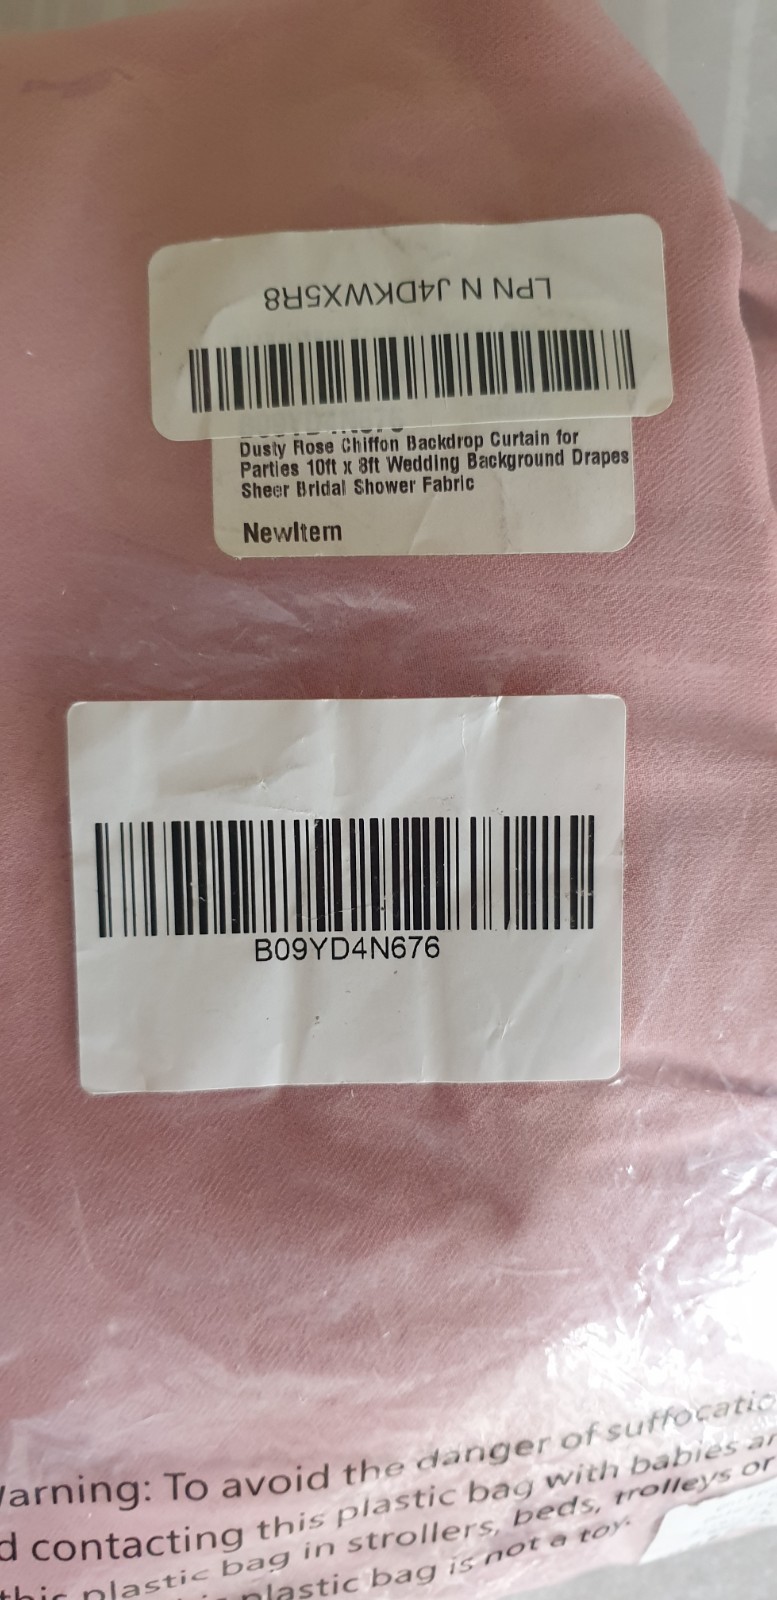 LPN N J4DKWX5R8
Dusty Rose Chiffon Backdrop Curtain for
Parties 10ft x 8ft Wedding Background Drapes
Sheer Bridal Shower Fabric
NewItem
B09YD4N676
arning: To avoid the danger of suffocatio
d contacting this plastic bag with babies
this plastic bag in strollers, beds, trolleys or
plastic bag is not a toy.